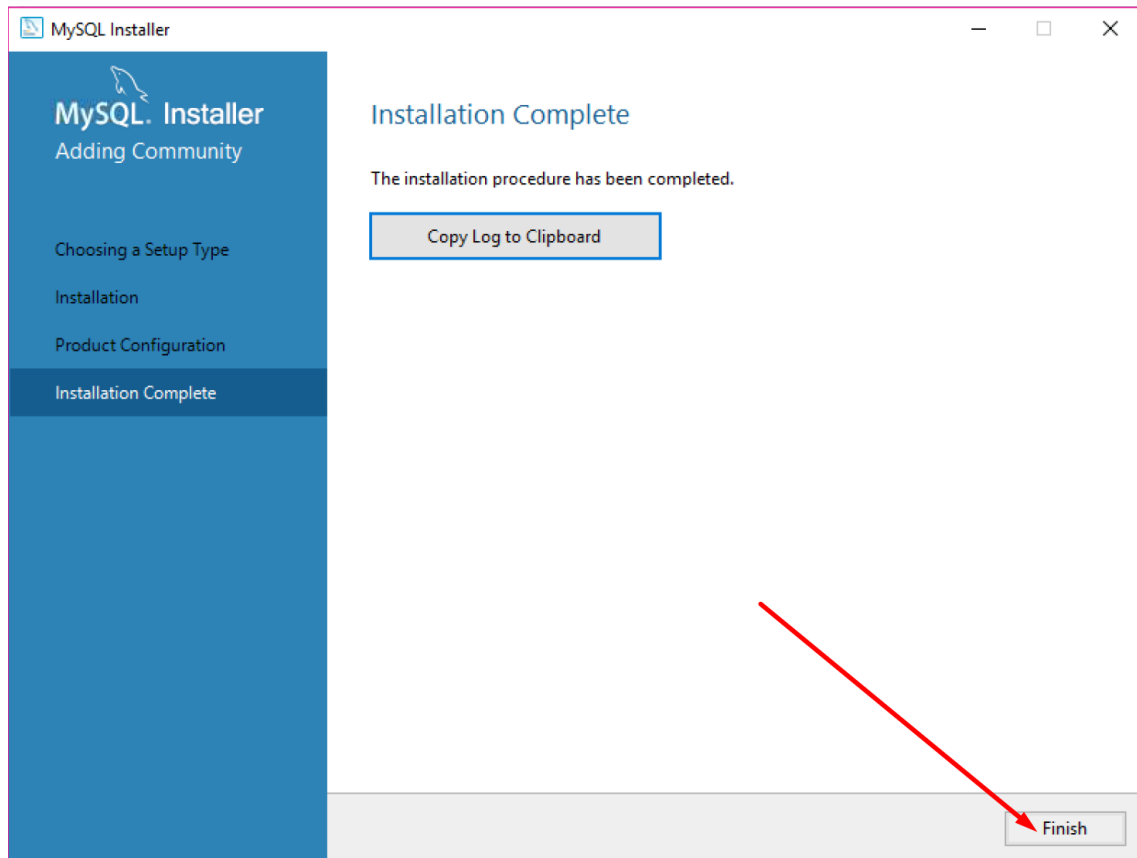 MySQL Installer
MySQL. Installer
Adding Community
Choosing a Setup Type
Installation
Product Configuration
Installation Complete
Installation Complete
The installation procedure has been completed.
Copy Log to Clipboard
Finish